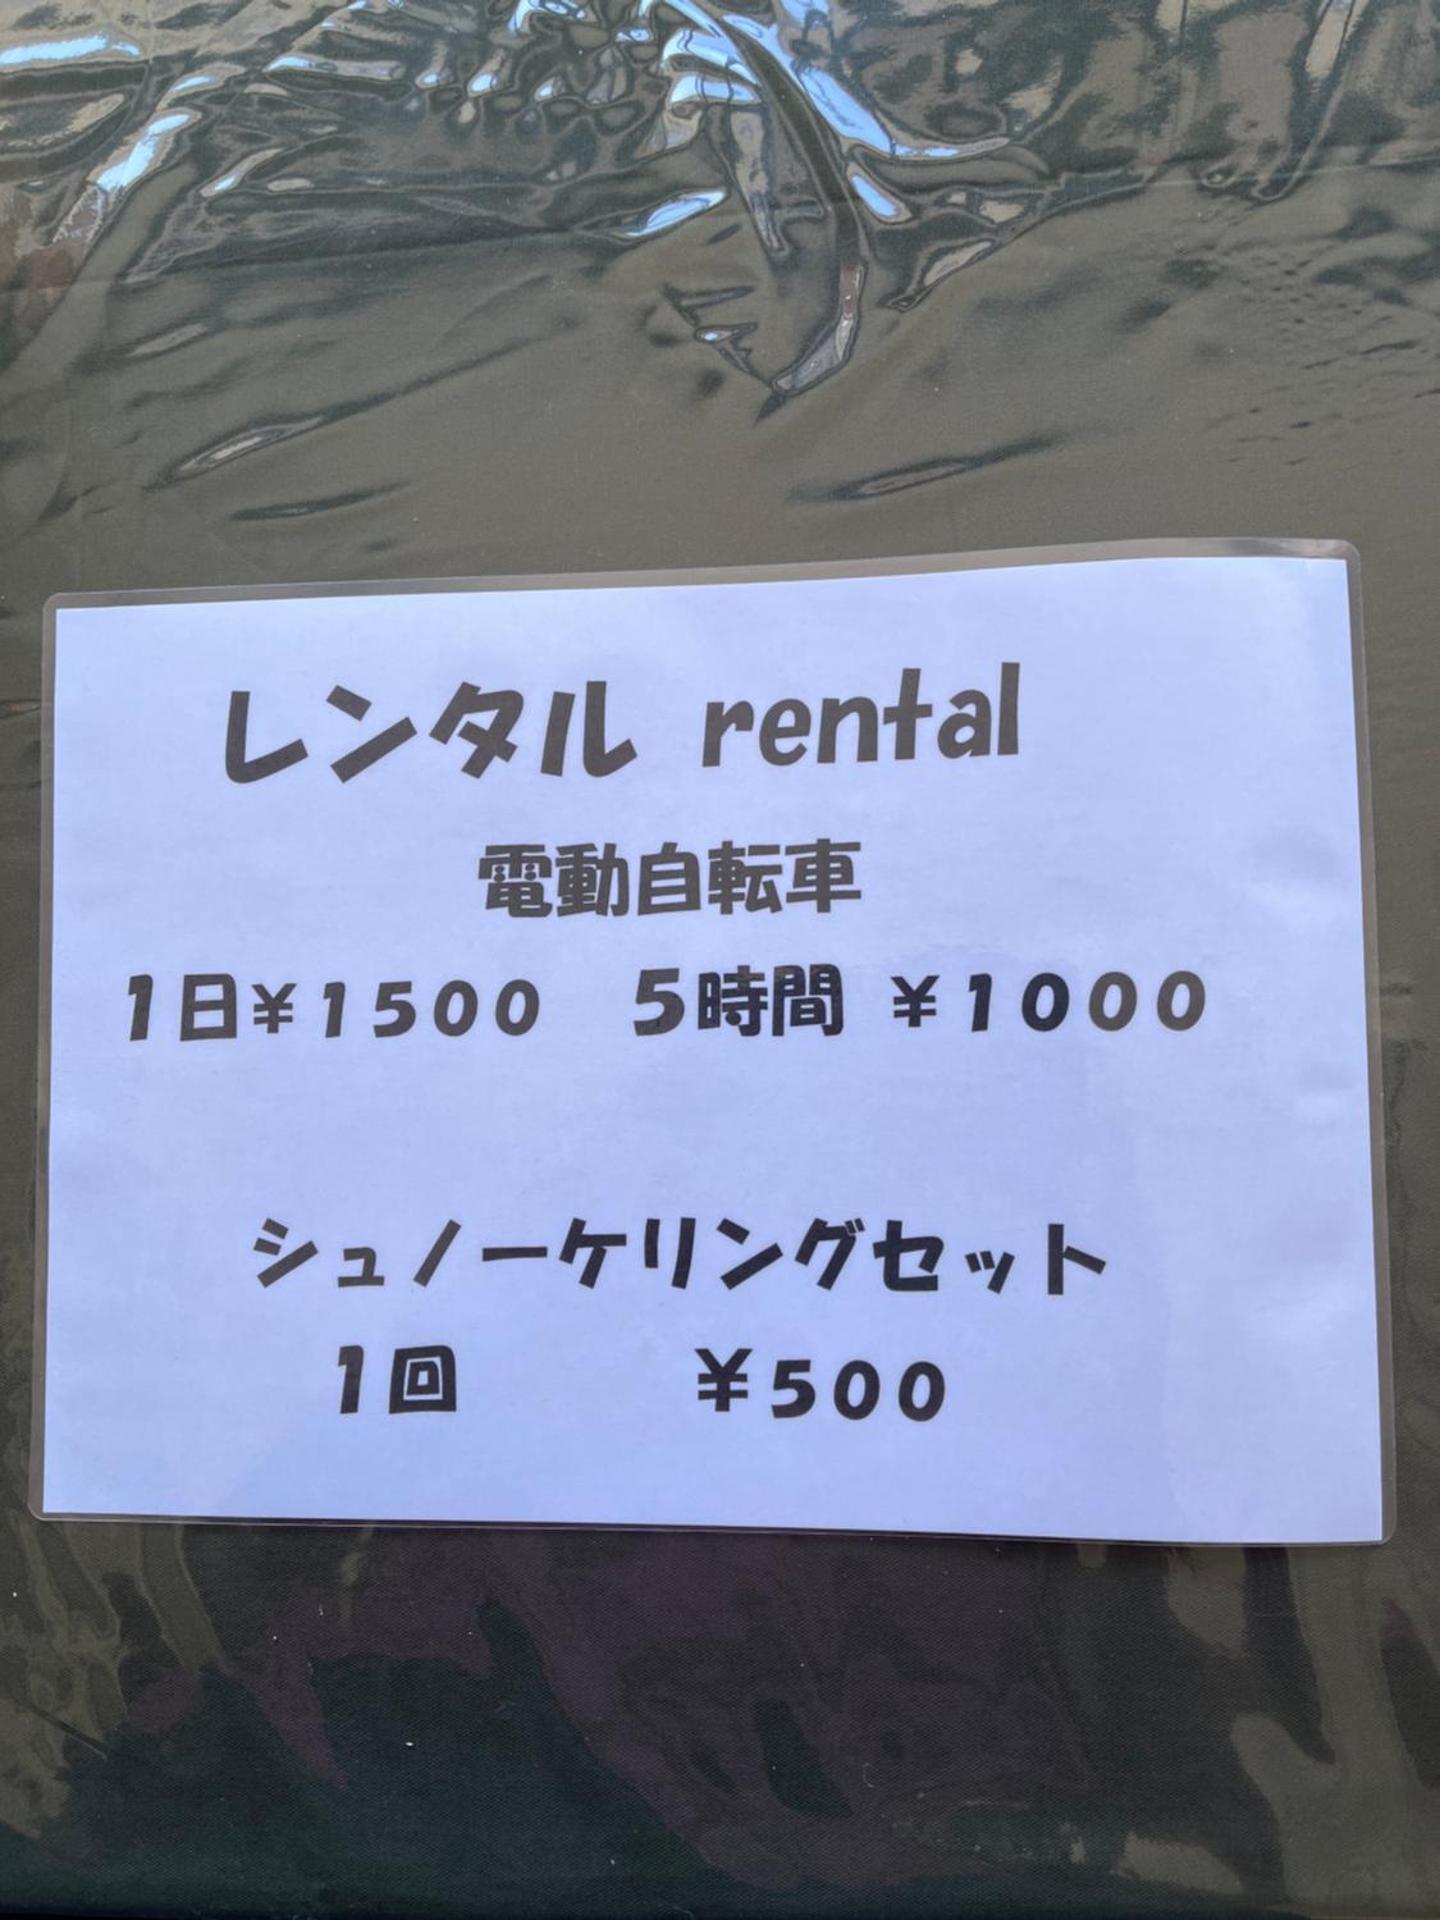 レンタル rental
電動自転車
1日￥1500　5時間 ￥1000
シュノーケリングセット
1回　　￥500